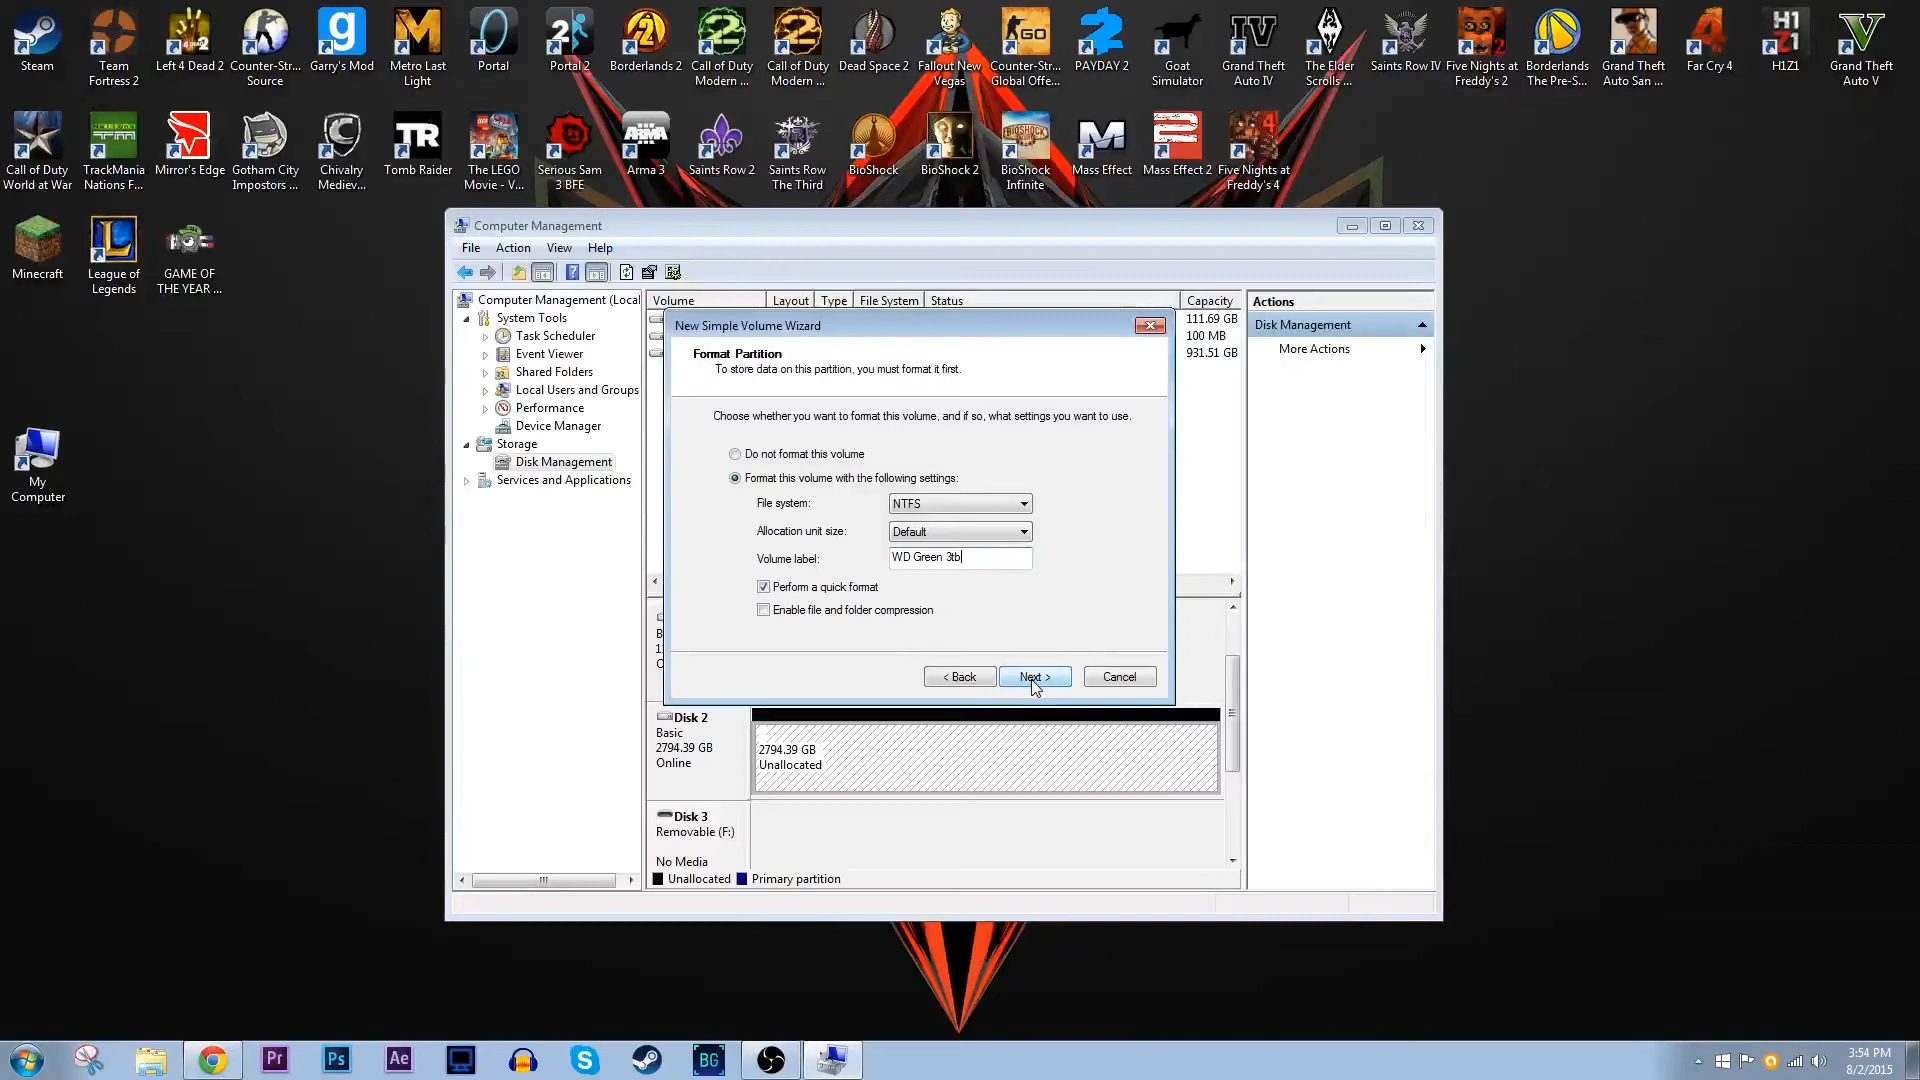 Steam
Team
Fortress 2
Left 4 Dead 2
Counter-Str...
Source
Garry's Mod
Metro Last
Light
Portal
Portal 2
Borderlands 2
Call of Duty
Modern ...
Call of Duty
Modern ...
Dead Space 2
Fallout New
Vegas
Counter-Str...
Global Offe...
PAYDAY 2
Goat
Simulator
Grand Theft
Auto IV
The Elder
Scrolls ...
Saints Row IV
Five Nights at
Freddy's 2
Borderlands
The Pre-S...
Grand Theft
Auto San ...
Far Cry 4
H1Z1
Grand Theft
Auto V
Call of Duty
World at War
TrackMania
Nations F...
Mirror's Edge
Gotham City
Impostors ...
Chivalry
Mediev...
Tomb Raider
The LEGO
Movie - V...
Serious Sam
3 BFE
Arma 3
Saints Row 2
Saints Row
The Third
BioShock
BioShock 2
BioShock
Infinite
Mass Effect
Mass Effect 2
Five Nights at
Freddy's 4
Minecraft
League of
Legends
GAME OF
THE YEAR ...
My
Computer
Computer Management
File Action View Help
Computer Management (Local
System Tools
Task Scheduler
Event Viewer
Shared Folders
Local Users and Groups
Performance
Device Manager
Storage
Disk Management
Services and Applications
Volume Layout Type File System Status Capacity
111.69 GB
100 MB
931.51 GB
Actions
Disk Management
More Actions
New Simple Volume Wizard
Format Partition
To store data on this partition, you must format it first.
Choose whether you want to format this volume, and if so, what settings you want to use.
Do not format this volume
Format this volume with the following settings:
File system: NTFS
Allocation unit size: Default
Volume label: WD Green 3tb
Perform a quick format
Enable file and folder compression
< Back Next > Cancel
Disk 2
Basic
2794.39 GB
Online
2794.39 GB
Unallocated
Disk 3
Removable (F:)
No Media
Unallocated Primary partition
Pr Ps Ae BG
3:54 PM
8/2/2015